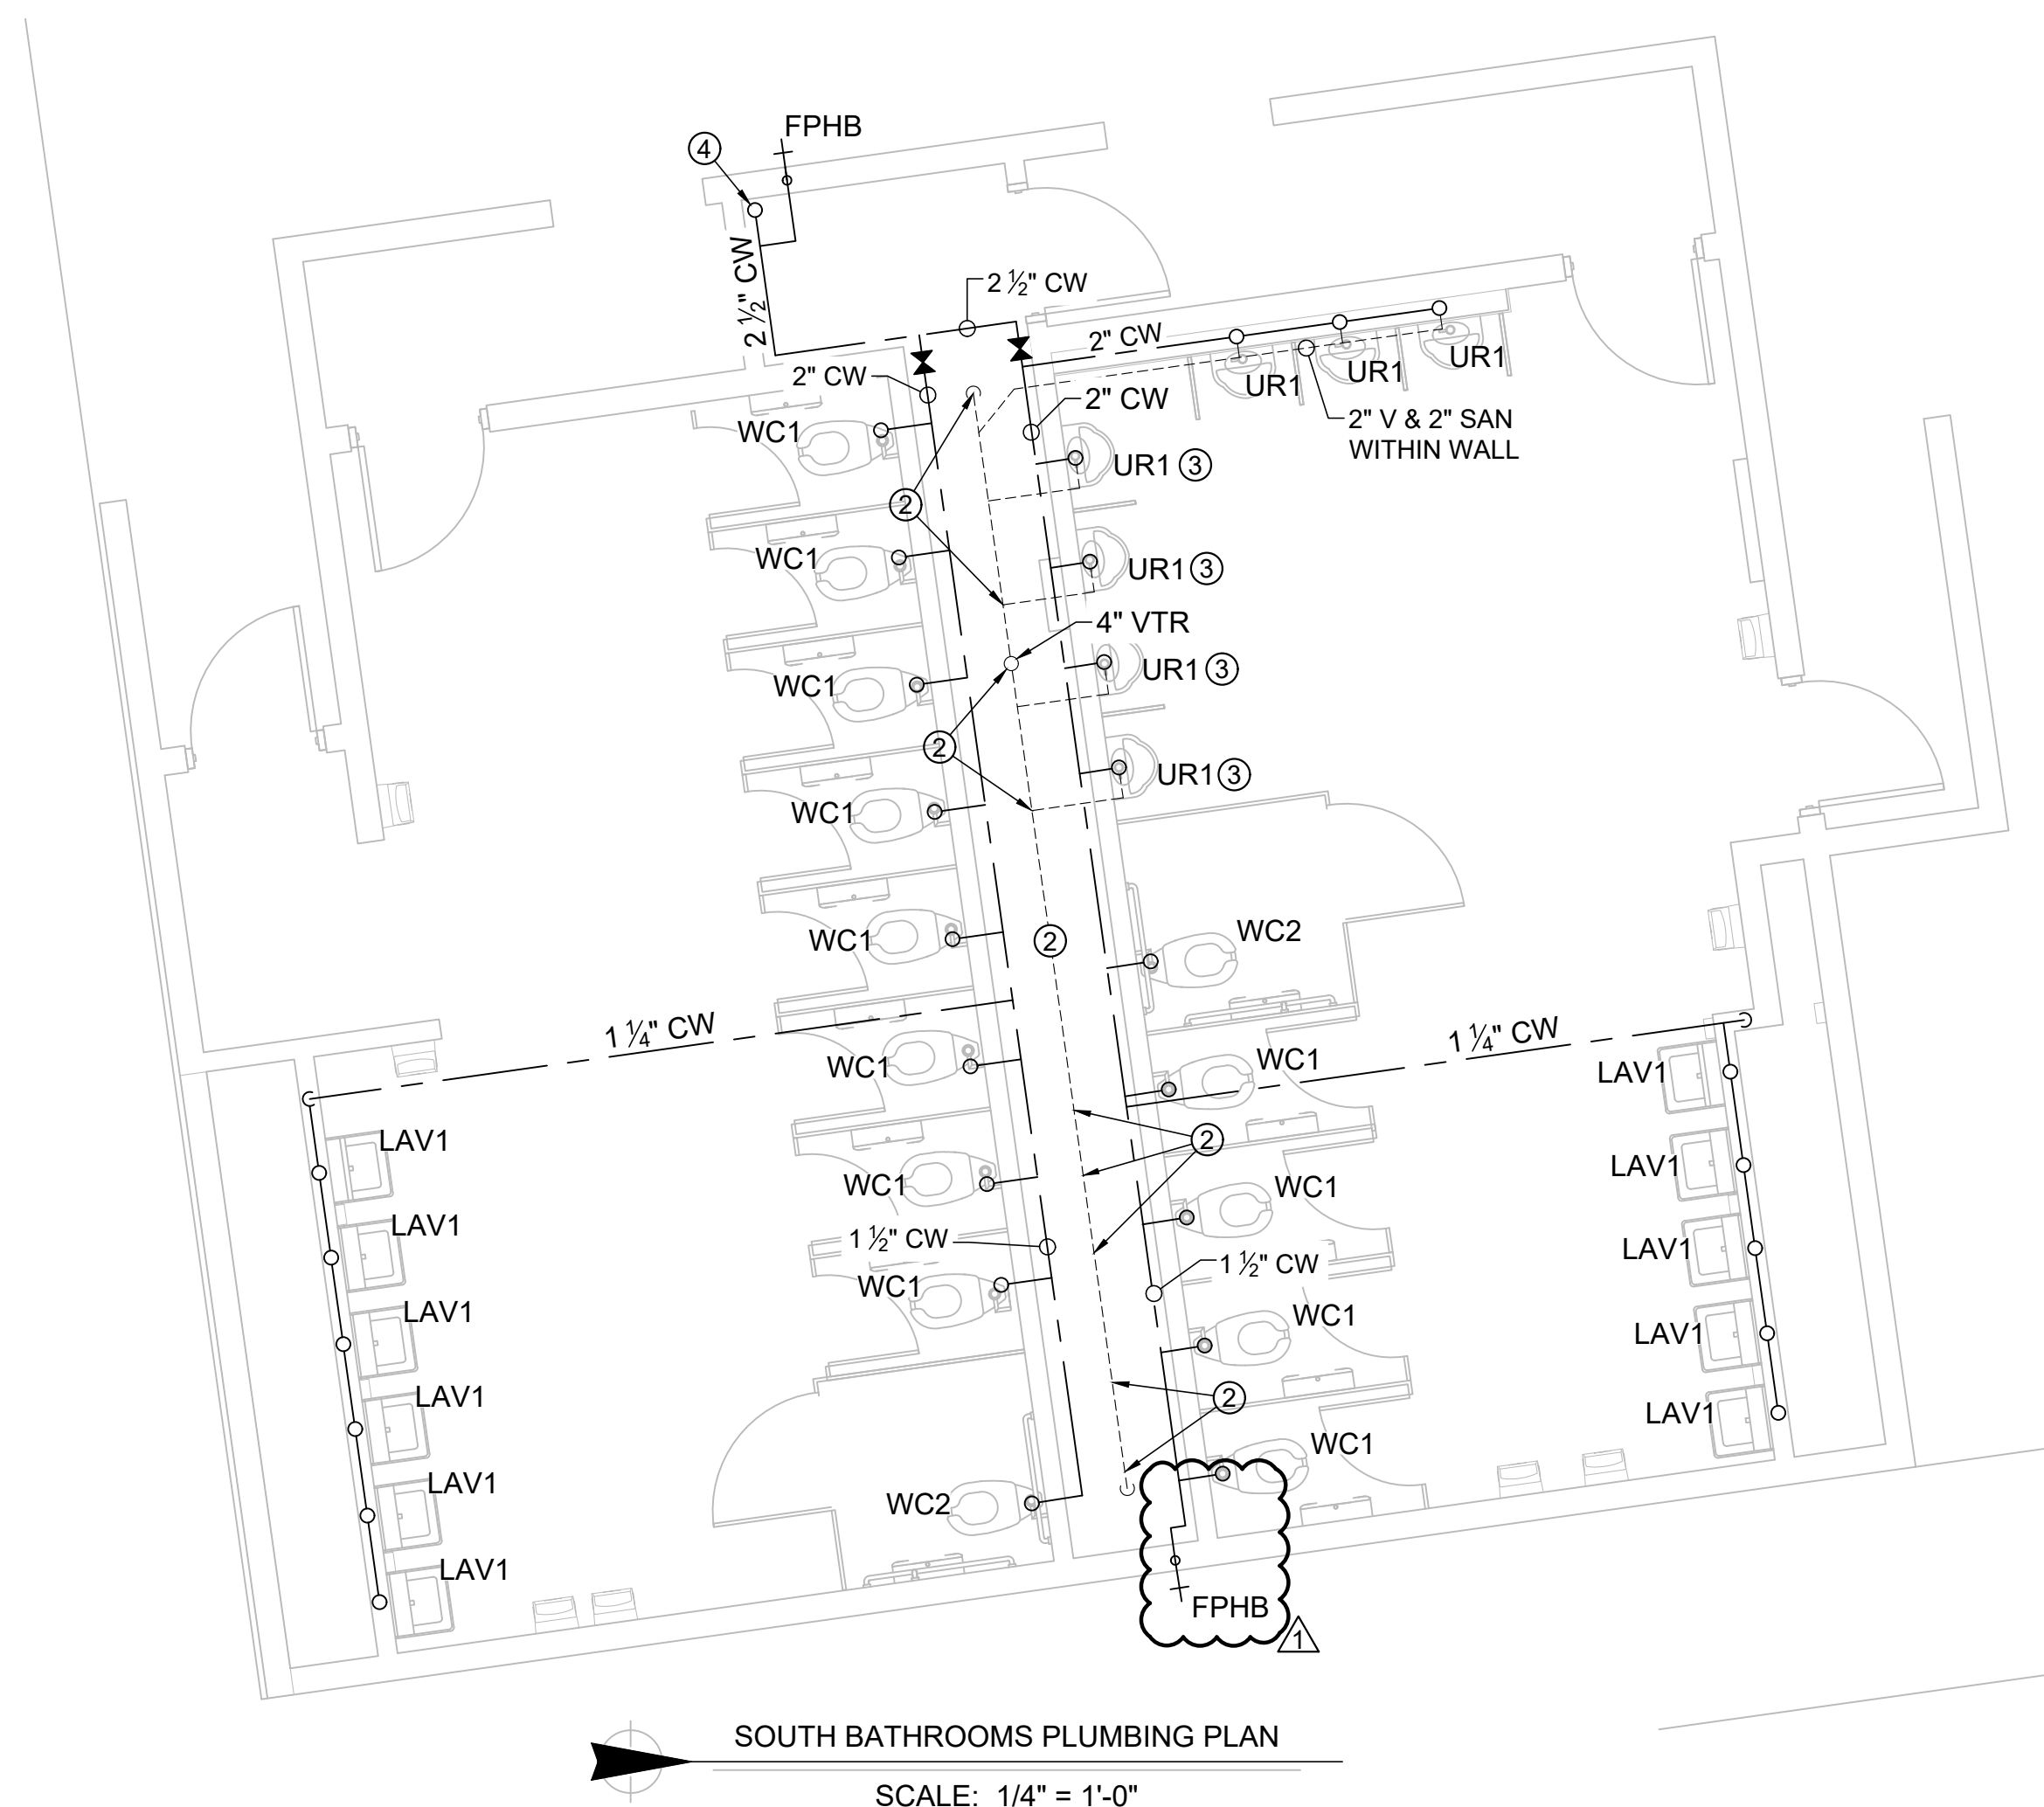 FPHB
4
2 ½" CW
2 ½" CW
2" CW
2" CW
2" CW
UR1
UR1
UR1
2" V & 2" SAN
WITHIN WALL
WC1
UR1 3
2
WC1
UR1 3
4" VTR
WC1
UR1 3
2
UR1 3
WC1
WC2
WC1
2
1 ¼" CW
1 ¼" CW
WC1
WC1
LAV1
LAV1
2
LAV1
WC1
WC1
LAV1
LAV1
1 ½" CW
LAV1
1 ½" CW
WC1
LAV1
WC1
LAV1
LAV1
2
LAV1
WC1
LAV1
WC2
LAV1
FPHB
1
SOUTH BATHROOMS PLUMBING PLAN
SCALE: 1/4" = 1'-0"